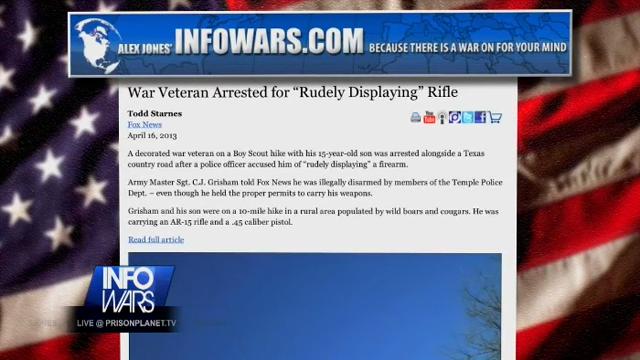 ALEX JONES' INFOWARS.COM BECAUSE THERE IS A WAR ON FOR YOUR MIND
War Veteran Arrested for “Rudely Displaying” Rifle
Todd Starnes
Fox News
April 16, 2013
You Tube
A decorated war veteran on a Boy Scout hike with his 15-year-old son was arrested alongside a Texas
country road after a police officer accused him of “rudely displaying” a firearm.
Army Master Sgt. C.J. Grisham told Fox News he was illegally disarmed by members of the Temple Police
Dept. – even though he held the proper permits to carry his weapons.
Grisham and his son were on a 10-mile hike in a rural area populated by wild boars and cougars. He was
carrying an AR-15 rifle and a .45 caliber pistol.
Read full article
INFO
WARS
LIVE @ PRISONPLANET.TV